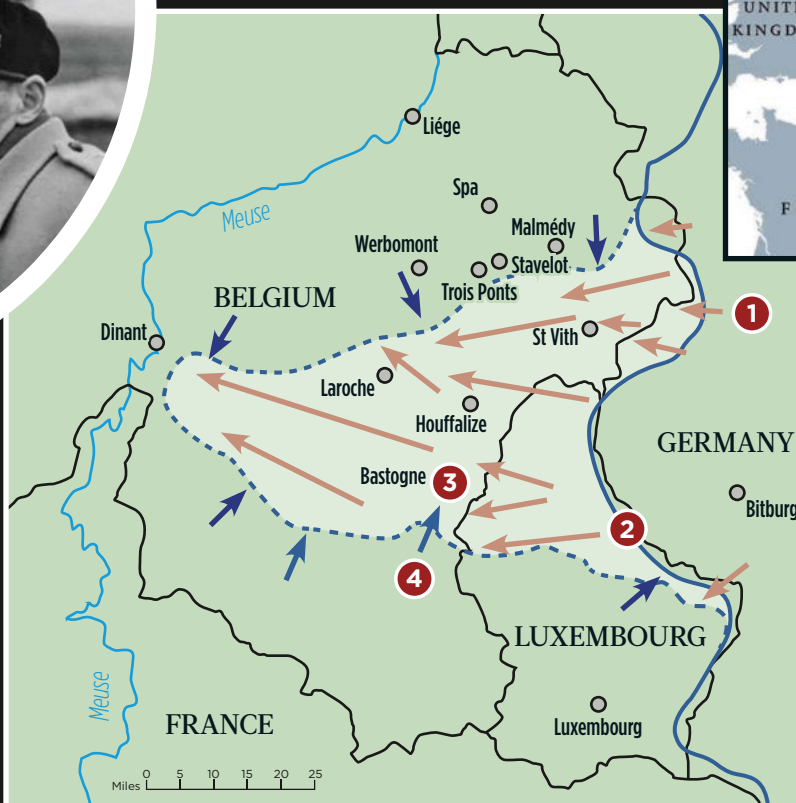 UNIT
KINGD
F
Liége
Meuse
Spa
Malmédy
Werbomont
Stavelot
Trois Ponts
BELGIUM
1
Dinant
St Vith
Laroche
Houffalize
GERMANY
Bastogne
3
Bitburg
2
4
LUXEMBOURG
Meuse
FRANCE
Luxembourg
Miles 0 5 10 15 20 25